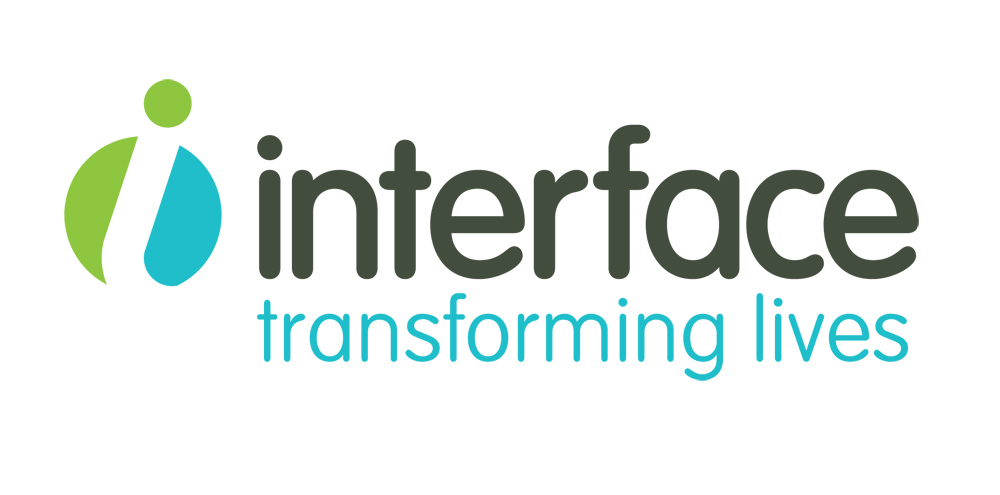 interface
transforming lives